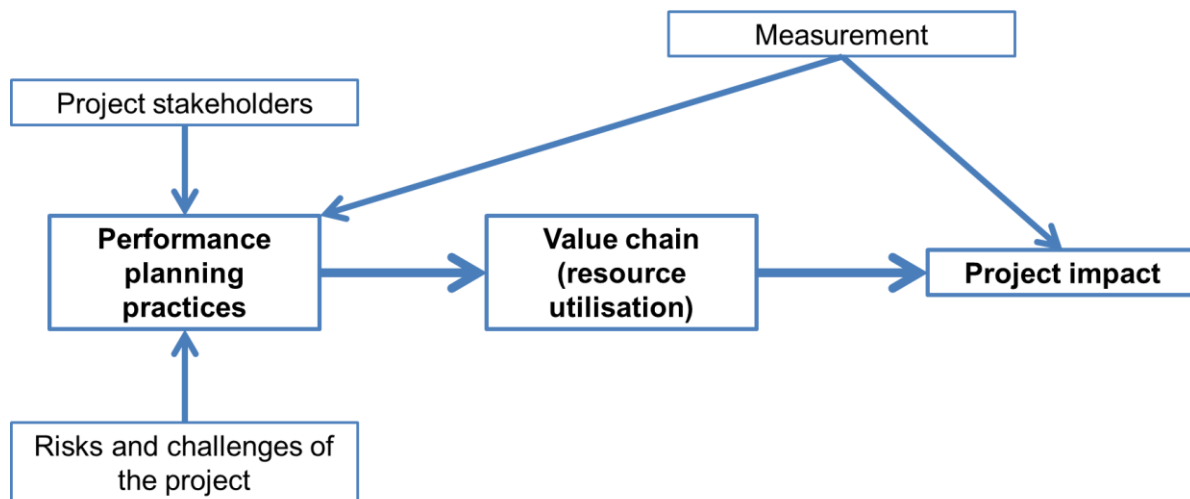 Measurement
Project stakeholders
Performance
planning
practices
Value chain
(resource
utilisation)
Project impact
Risks and challenges of
the project